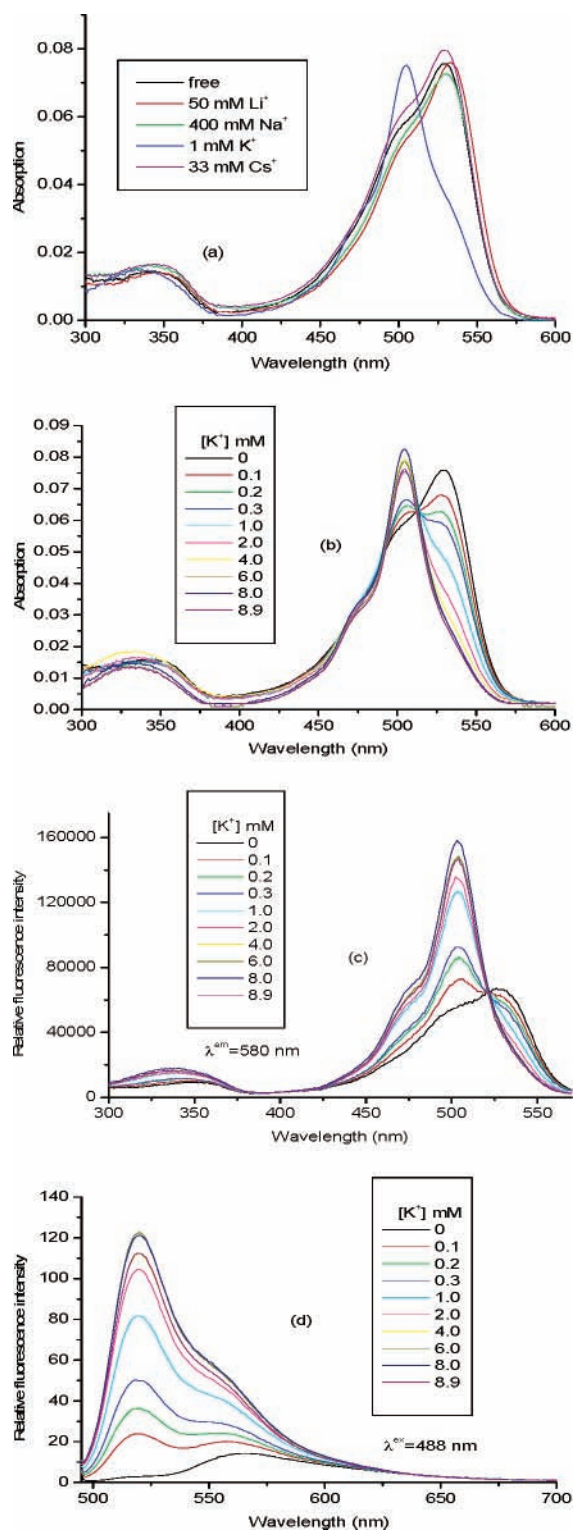 0.08
0.06
0.04
0.02
0.00
Absorption
free
50 mM Li⁺
400 mM Na⁺
1 mM K⁺
33 mM Cs⁺
(a)
300 350 400 450 500 550 600
Wavelength (nm)
0.09
0.08
0.07
0.06
0.05
0.04
0.03
0.02
0.01
0.00
Absorption
[K⁺] mM
0
0.1
0.2
0.3
1.0
2.0
4.0
6.0
8.0
8.9
(b)
300 350 400 450 500 550 600
Wavelength (nm)
160000
120000
80000
40000
0
Relative fluorescence intensity
[K⁺] mM
0
0.1
0.2
0.3
1.0
2.0
4.0
6.0
8.0
8.9
(c)
λᵉᵐ=580 nm
300 350 400 450 500 550
Wavelength (nm)
140
120
100
80
60
40
20
0
Relative fluorescence intensity
[K⁺] mM
0
0.1
0.2
0.3
1.0
2.0
4.0
6.0
8.0
8.9
(d)
λᵉˣ=488 nm
500 550 600 650 700
Wavelength (nm)